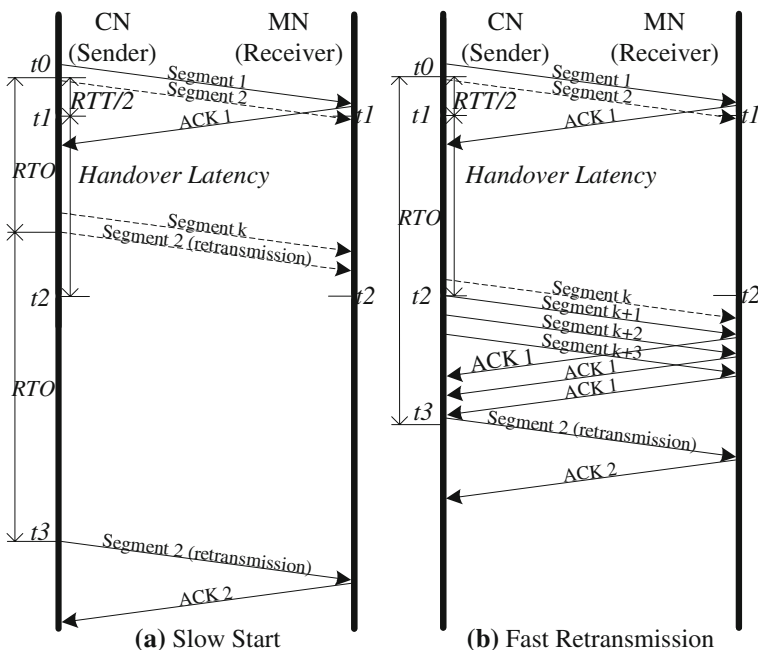 CN
(Sender)
MN
(Receiver)
t0
Segment 1
Segment 2
RTT/2
t1
t1
ACK 1
Handover Latency
RTO
Segment k
Segment 2 (retransmission)
t2
t2
RTO
t3
Segment 2 (retransmission)
ACK 2
(a) Slow Start
CN
(Sender)
MN
(Receiver)
t0
Segment 1
Segment 2
RTT/2
t1
t1
ACK 1
Handover Latency
RTO
Segment k
t2
t2
Segment k+1
Segment k+2
Segment k+3
ACK 1
ACK 1
ACK 1
t3
Segment 2 (retransmission)
ACK 2
(b) Fast Retransmission